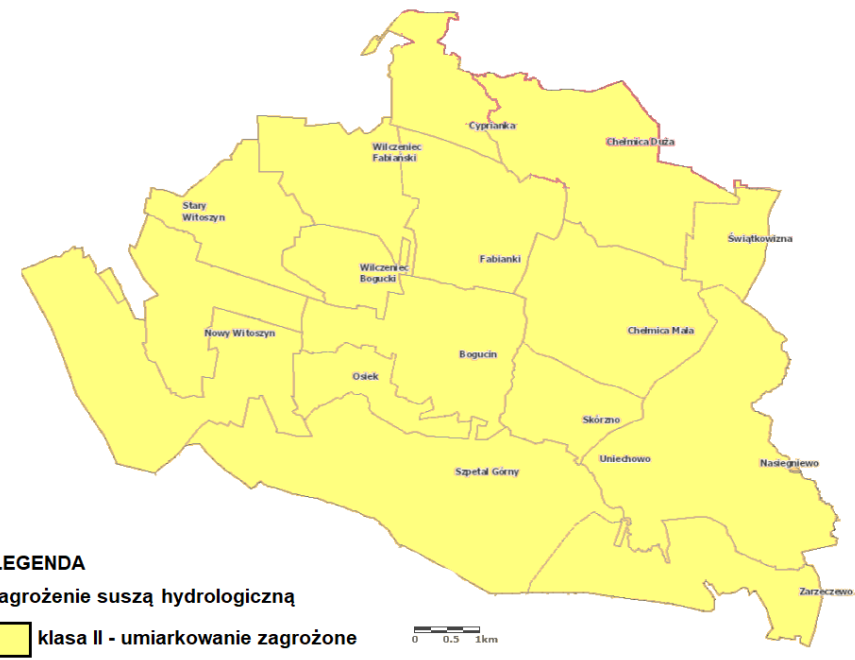 Cyprianka
Chełmica Duża
Wilczeniec
Fabiański
Stary
Witoszyn
Świątkowizna
Fabianki
Wilczeniec
Bogucki
Nowy Witoszyn
Chełmica Mała
Bogucin
Osiek
Skórzno
Uniechowo
Nasiegniewo
Szpetal Górny
Zarzeczewo
LEGENDA
agrożenie suszą hydrologiczną
klasa II - umiarkowanie zagrożone
0 0.5 1km